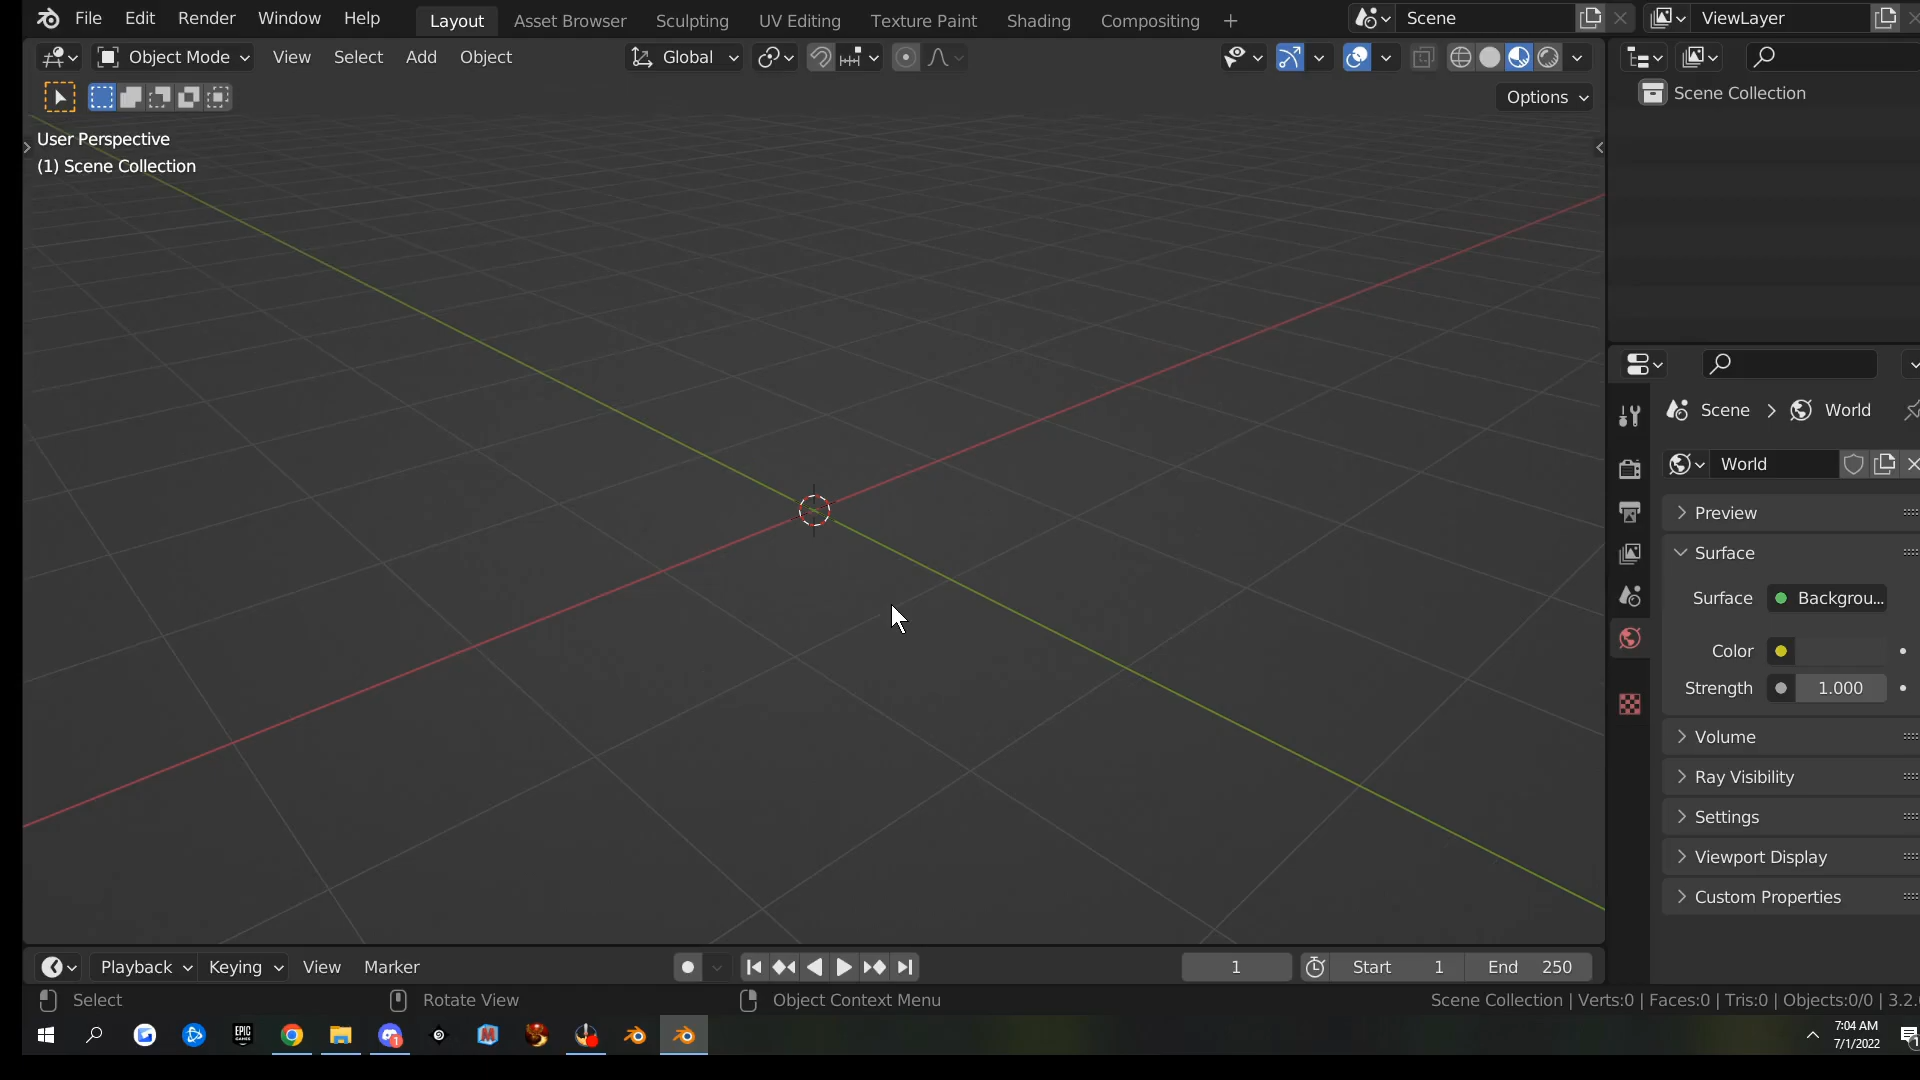 File Edit Render Window Help Layout Asset Browser Sculpting UV Editing Texture Paint Shading Compositing + Scene ViewLayer
Object Mode View Select Add Object Global
Options
User Perspective
(1) Scene Collection
Scene Collection
Scene > World
World
Preview
Surface
Surface Backgrou...
Color
Strength 1.000
Volume
Ray Visibility
Settings
Viewport Display
Custom Properties
Playback Keying View Marker 1 Start 1 End 250
Select Rotate View Object Context Menu Scene Collection | Verts:0 | Faces:0 | Tris:0 | Objects:0/0 | 3.2.
EPIC GAMES
1
7:04 AM
7/1/2022
1